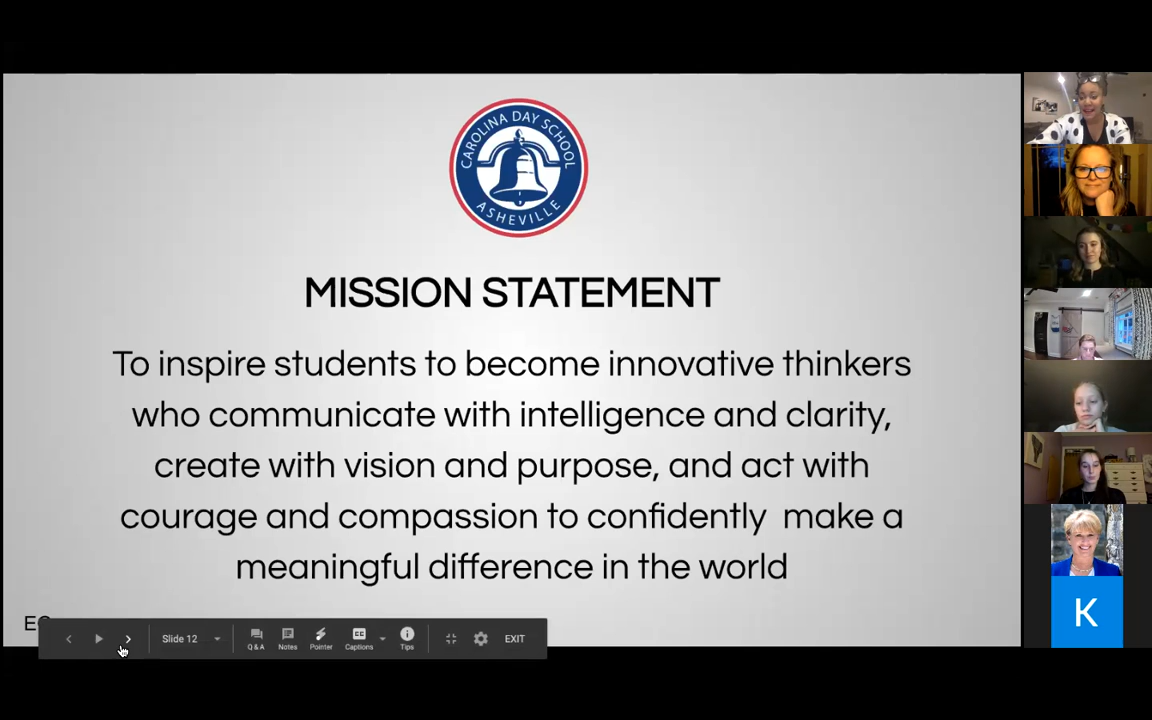 CAROLINA DAY SCHOOL
ASHEVILLE
MISSION STATEMENT
To inspire students to become innovative thinkers
who communicate with intelligence and clarity,
create with vision and purpose, and act with
courage and compassion to confidently make a
meaningful difference in the world
Slide 12
Q & A
Notes
Pointer
CC
Captions
Tips
EXIT
K